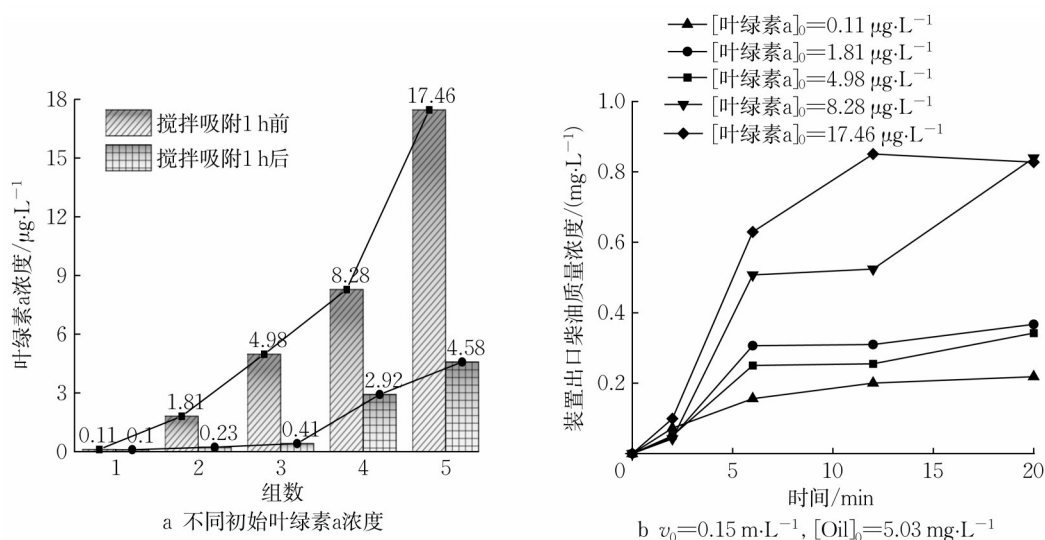 18
15
12
9
6
3
0
叶绿素a浓度/μg·L⁻¹
搅拌吸附1 h前
搅拌吸附1 h后
0.11
0.1
1.81
0.23
4.98
0.41
8.28
2.92
17.46
4.58
1 2 3 4 5
组数
a 不同初始叶绿素a浓度
[叶绿素a]₀=0.11 μg·L⁻¹
[叶绿素a]₀=1.81 μg·L⁻¹
[叶绿素a]₀=4.98 μg·L⁻¹
[叶绿素a]₀=8.28 μg·L⁻¹
[叶绿素a]₀=17.46 μg·L⁻¹
1.0
0.8
0.6
0.4
0.2
装置出口柴油质量浓度/(mg·L⁻¹)
0 5 10 15 20
时间/min
b v₀=0.15 m·L⁻¹, [Oil]₀=5.03 mg·L⁻¹